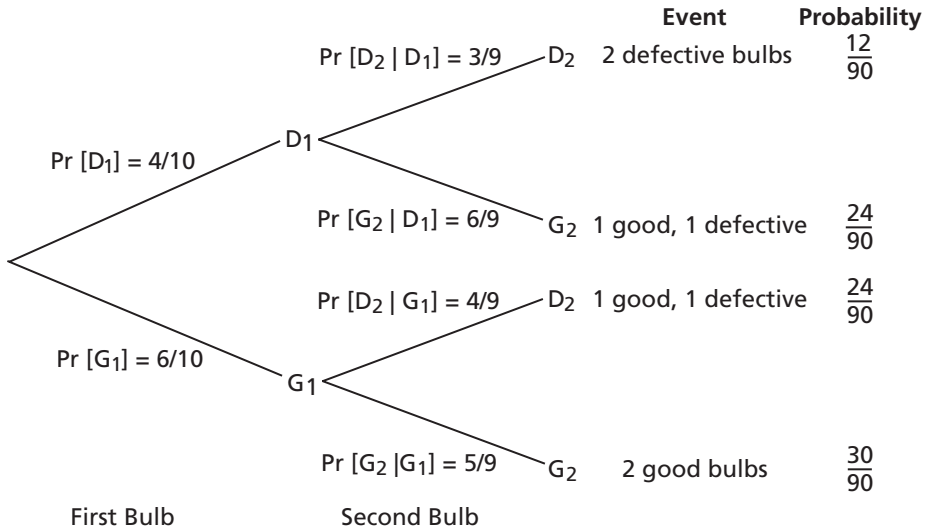 Event Probability
Pr [D2 | D1] = 3/9 D2 2 defective bulbs 12/90
D1
Pr [D1] = 4/10
Pr [G2 | D1] = 6/9 G2 1 good, 1 defective 24/90
Pr [D2 | G1] = 4/9 D2 1 good, 1 defective 24/90
Pr [G1] = 6/10
G1
Pr [G2 |G1] = 5/9 G2 2 good bulbs 30/90
First Bulb Second Bulb